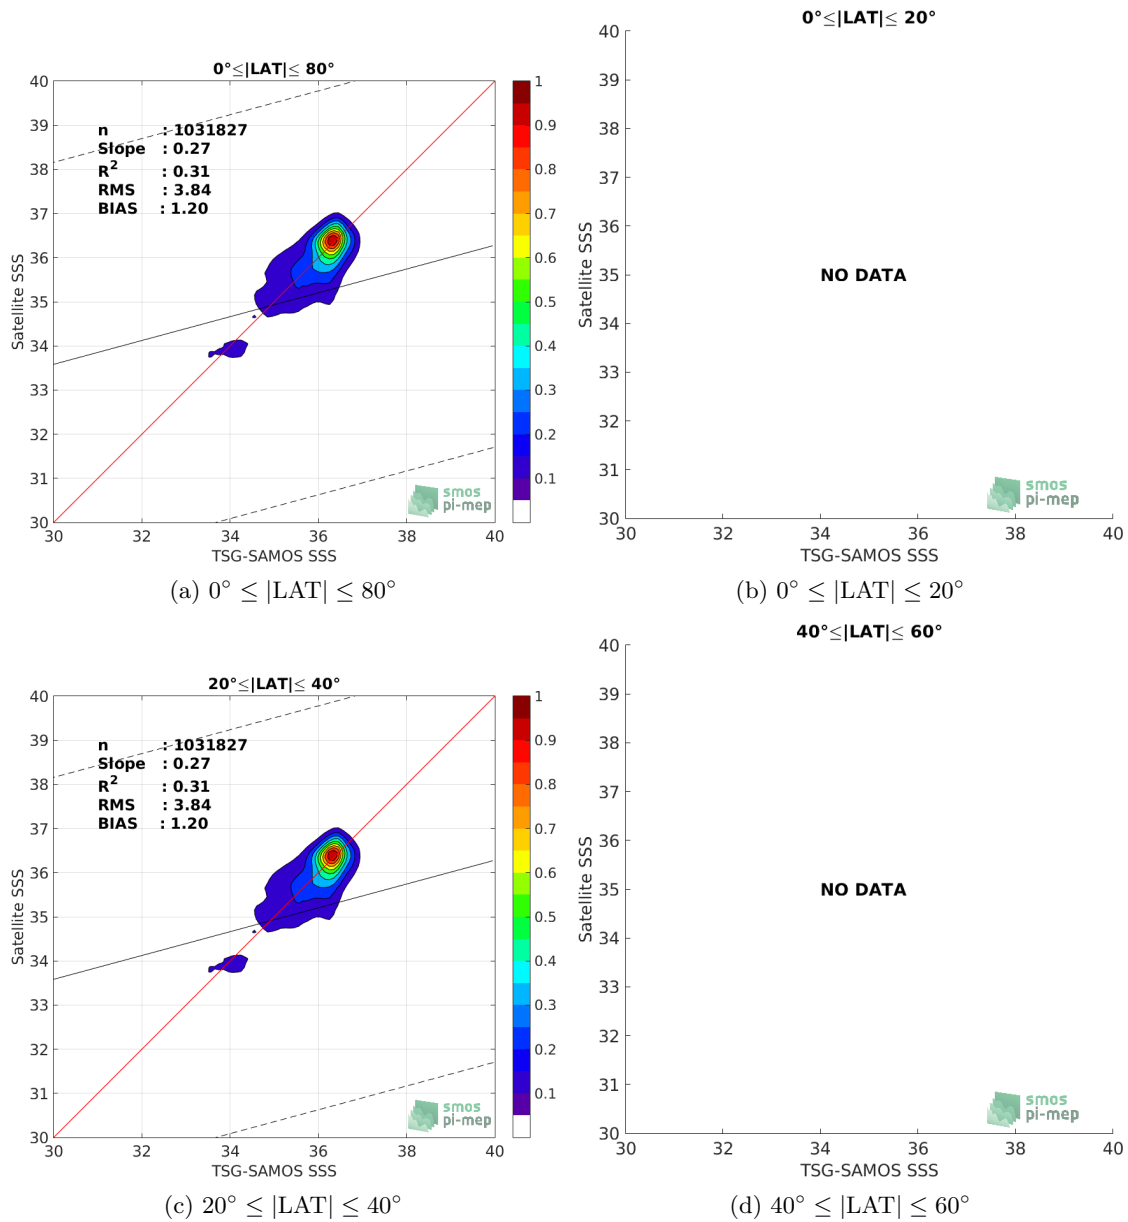 0°≤|LAT|≤ 80°
40
39
38
37
36
35
34
33
32
31
30
Satellite SSS
n : 1031827
Slope : 0.27
R2 : 0.31
RMS : 3.84
BIAS : 1.20
smos
pi-mep
30 32 34 36 38 40
TSG-SAMOS SSS
1
0.9
0.8
0.7
0.6
0.5
0.4
0.3
0.2
0.1
(a) 0° ≤ |LAT| ≤ 80°
0°≤|LAT|≤ 20°
40
39
38
37
36
35
34
33
32
31
30
Satellite SSS
NO DATA
smos
pi-mep
30 32 34 36 38 40
TSG-SAMOS SSS
(b) 0° ≤ |LAT| ≤ 20°
20°≤|LAT|≤ 40°
40
39
38
37
36
35
34
33
32
31
30
Satellite SSS
n : 1031827
Slope : 0.27
R2 : 0.31
RMS : 3.84
BIAS : 1.20
smos
pi-mep
30 32 34 36 38 40
TSG-SAMOS SSS
1
0.9
0.8
0.7
0.6
0.5
0.4
0.3
0.2
0.1
(c) 20° ≤ |LAT| ≤ 40°
40°≤|LAT|≤ 60°
40
39
38
37
36
35
34
33
32
31
30
Satellite SSS
NO DATA
smos
pi-mep
30 32 34 36 38 40
TSG-SAMOS SSS
(d) 40° ≤ |LAT| ≤ 60°